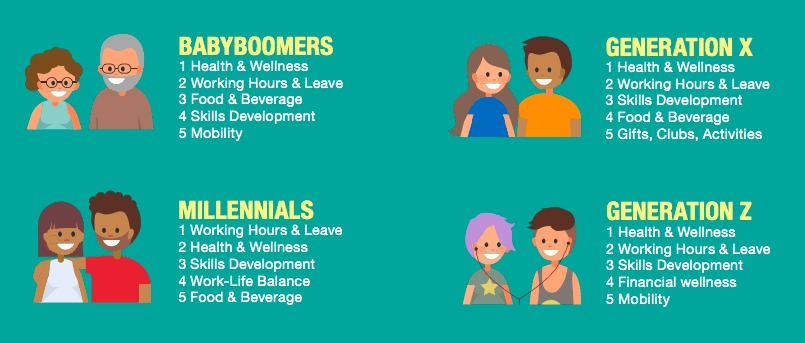 BABYBOOMERS
1 Health & Wellness
2 Working Hours & Leave
3 Food & Beverage
4 Skills Development
5 Mobility
GENERATION X
1 Health & Wellness
2 Working Hours & Leave
3 Skills Development
4 Food & Beverage
5 Gifts, Clubs, Activities
MILLENNIALS
1 Working Hours & Leave
2 Health & Wellness
3 Skills Development
4 Work-Life Balance
5 Food & Beverage
GENERATION Z
1 Health & Wellness
2 Working Hours & Leave
3 Skills Development
4 Financial wellness
5 Mobility